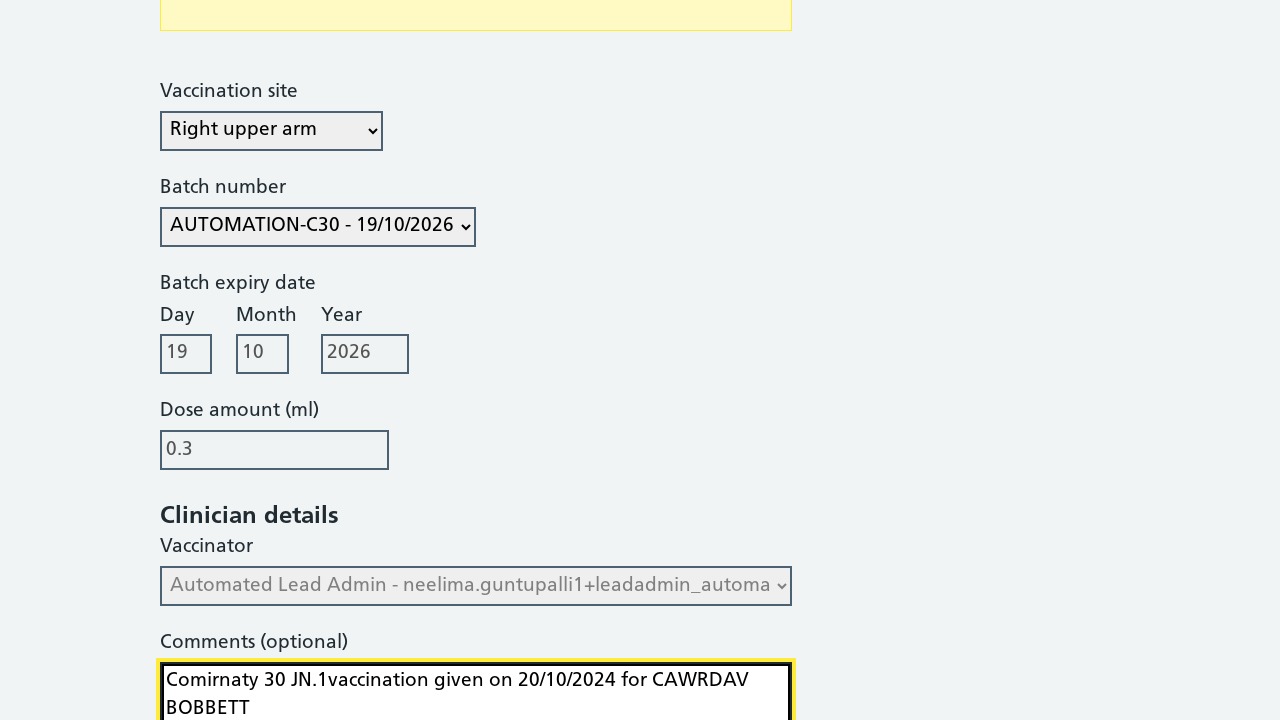 Vaccination site
Right upper arm
Batch number
AUTOMATION-C30 - 19/10/2026
Batch expiry date
Day Month Year
19 10 2026
Dose amount (ml)
0.3
Clinician details
Vaccinator
Automated Lead Admin - neelima.guntupalli1+leadadmin_automa
Comments (optional)
Comirnaty 30 JN.1vaccination given on 20/10/2024 for CAWRDAV
BOBBETT